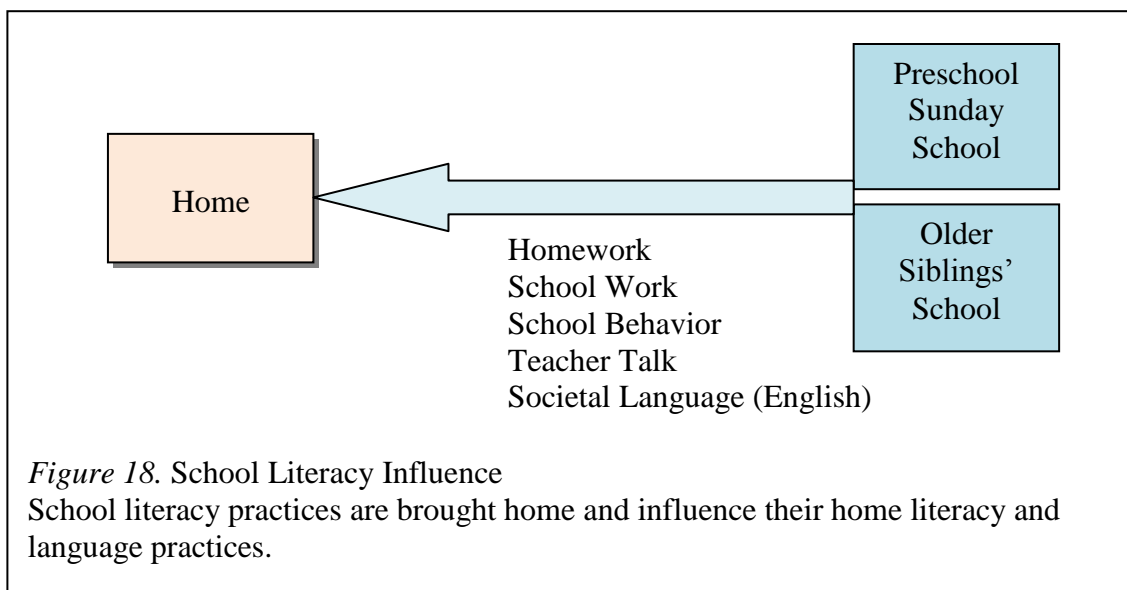 Preschool
Sunday
School
Home
Older
Siblings’
School
Homework
School Work
School Behavior
Teacher Talk
Societal Language (English)
Figure 18. School Literacy Influence
School literacy practices are brought home and influence their home literacy and
language practices.